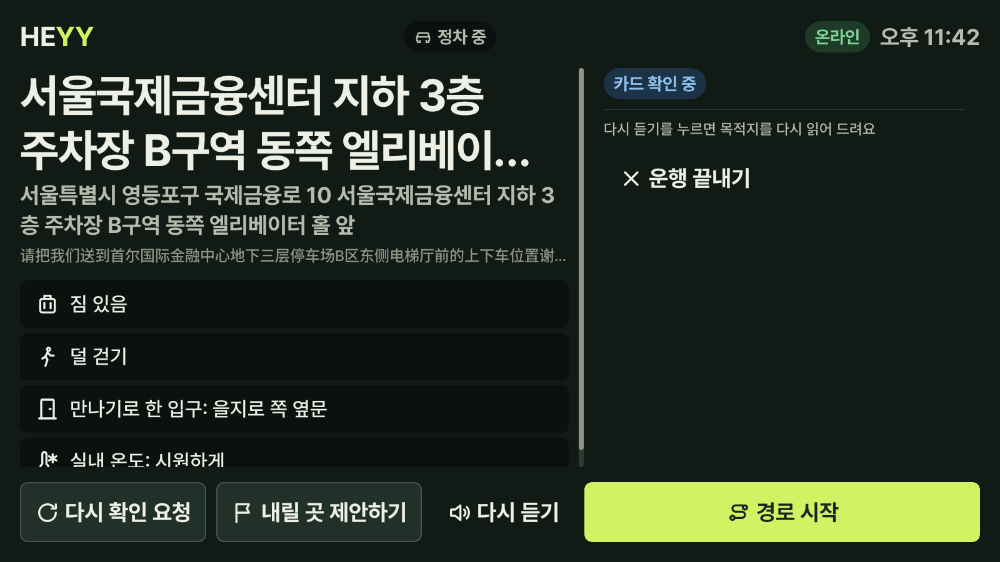 HEYY
정차 중
온라인
오후 11:42
서울국제금융센터 지하 3층
주차장 B구역 동쪽 엘리베이...
서울특별시 영등포구 국제금융로 10 서울국제금융센터 지하 3
층 주차장 B구역 동쪽 엘리베이터 홀 앞
请把我们送到首尔国际金融中心地下三层停车场B区东侧电梯厅前的上下车位置谢...
짐 있음
덜 걷기
만나기로 한 입구: 을지로 쪽 옆문
실내 온도: 시원하게
카드 확인 중
다시 듣기를 누르면 목적지를 다시 읽어 드려요
운행 끝내기
다시 확인 요청
내릴 곳 제안하기
다시 듣기
경로 시작